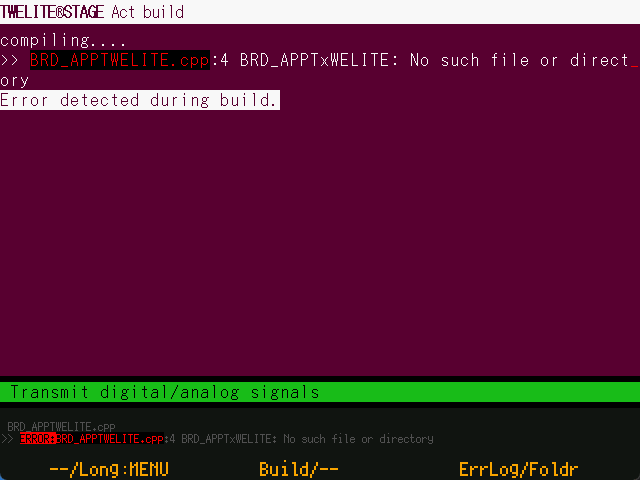 TWELITE®STAGE Act build
compiling....
>> BRD_APPTWELITE.cpp:4 BRD_APPTxWELITE: No such file or direct_
ory
Error detected during build.
Transmit digital/analog signals
BRD_APPTWELITE.cpp
>> ERROR:BRD_APPTWELITE.cpp:4 BRD_APPTxWELITE: No such file or directory
--/Long:MENU Build/-- ErrLog/Foldr